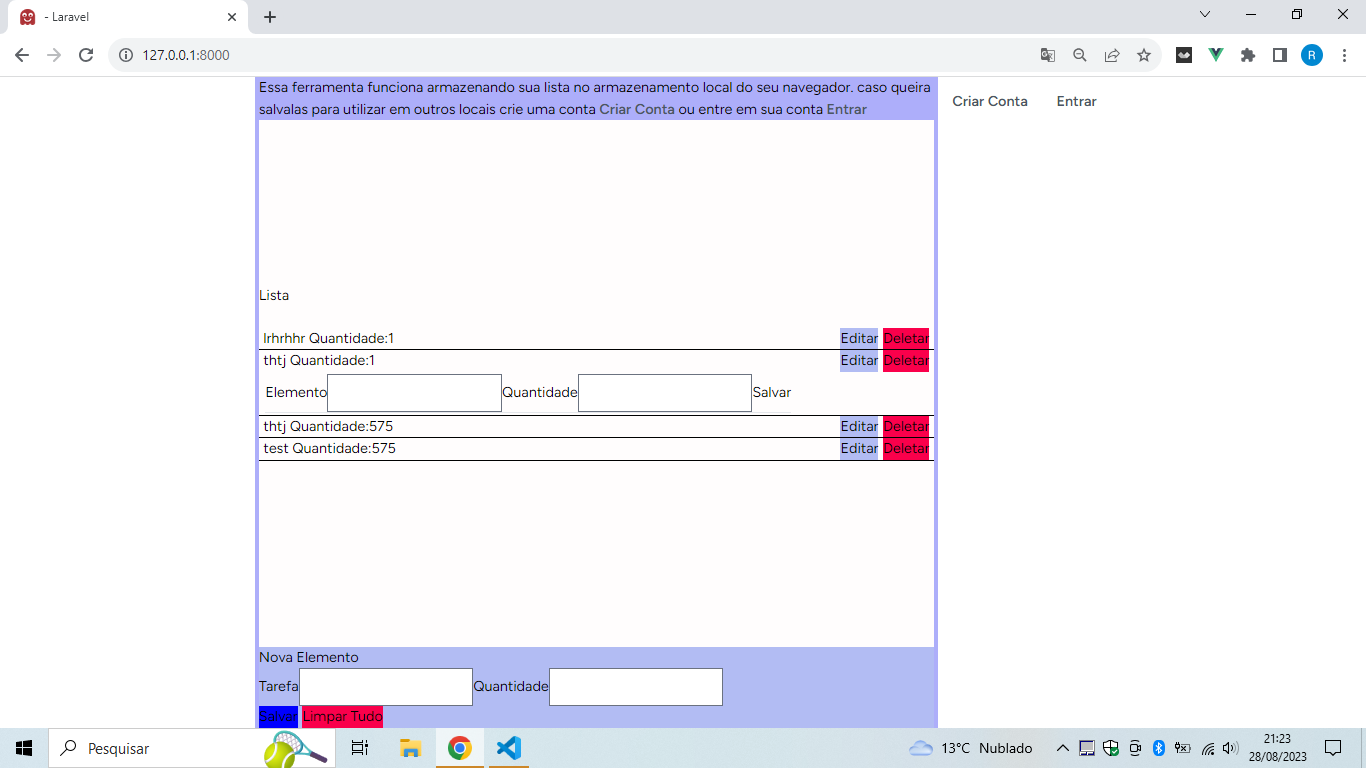 - Laravel
127.0.0.1:8000
R
Essa ferramenta funciona armazenando sua lista no armazenamento local do seu navegador. caso queira
salvalas para utilizar em outros locais crie uma conta Criar Conta ou entre em sua conta Entrar
Criar Conta Entrar
Lista
lrhrhhr Quantidade:1 Editar Deletar
thtj Quantidade:1 Editar Deletar
Elemento Quantidade Salvar
thtj Quantidade:575 Editar Deletar
test Quantidade:575 Editar Deletar
Nova Elemento
Tarefa Quantidade
Salvar Limpar Tudo
Pesquisar 13°C Nublado 21:23
28/08/2023